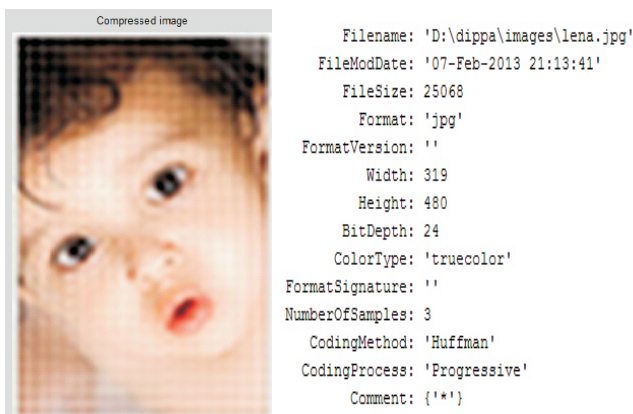 Compressed image
Filename: 'D:\dippa\images\lena.jpg'
FileModDate: '07-Feb-2013 21:13:41'
FileSize: 25068
Format: 'jpg'
FormatVersion: ''
Width: 319
Height: 480
BitDepth: 24
ColorType: 'truecolor'
FormatSignature: ''
NumberOfSamples: 3
CodingMethod: 'Huffman'
CodingProcess: 'Progressive'
Comment: {'*'}